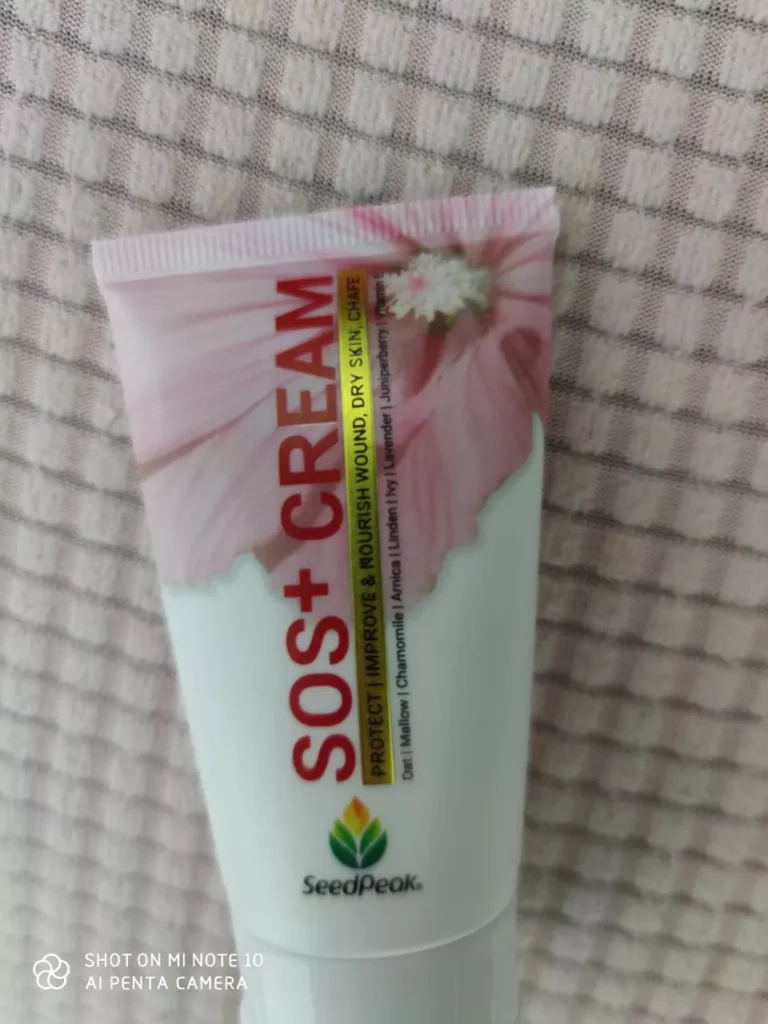 SOS+ CREAM
PROTECT | IMPROVE & NOURISH WOUND, DRY SKIN, CHAFE
Oat | Mallow | Chamomile | Arnica | Linden | Ivy | Lavender | Juniperberry | Vitamin E
SeedPeak®
SHOT ON MI NOTE 10
AI PENTA CAMERA